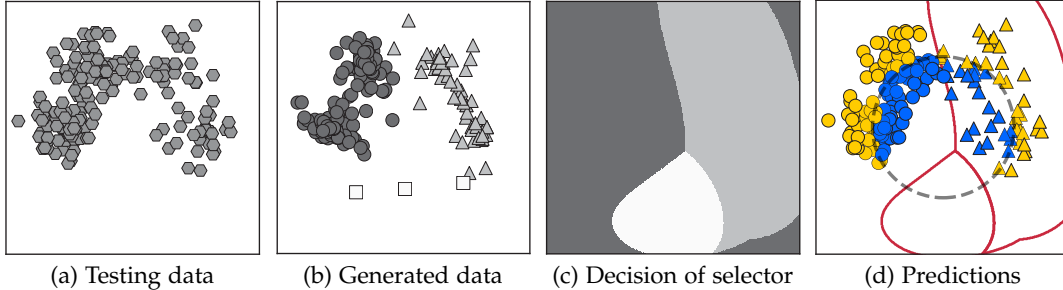 (a) Testing data
(b) Generated data
(c) Decision of selector
(d) Predictions